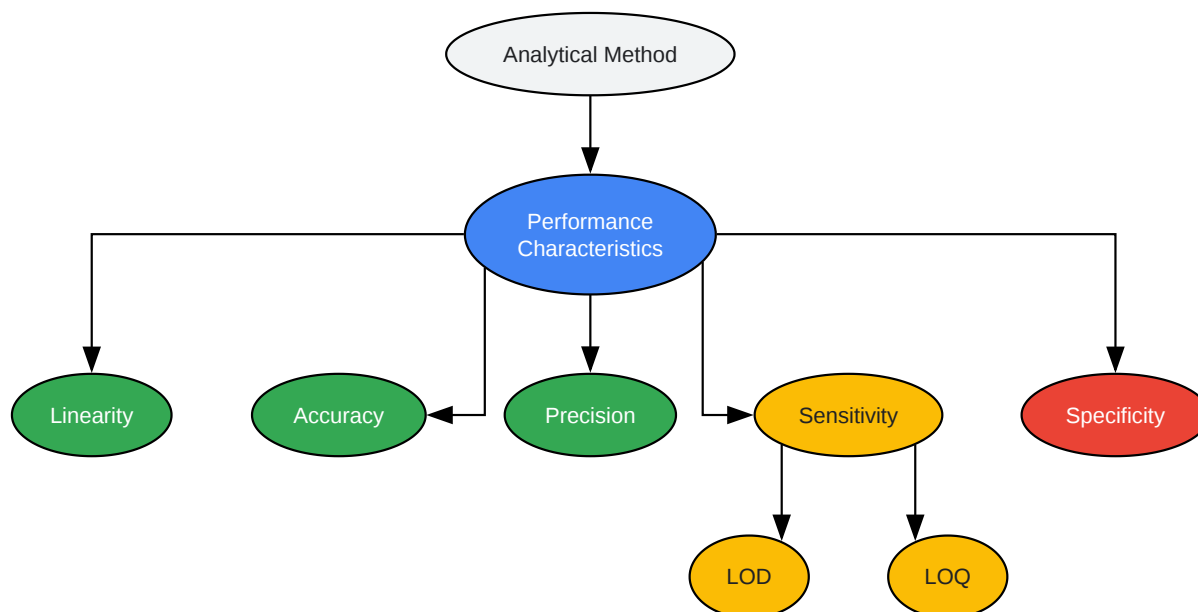 Analytical Method
Performance
Characteristics
Linearity
Accuracy
Precision
Sensitivity
Specificity
LOD
LOQ